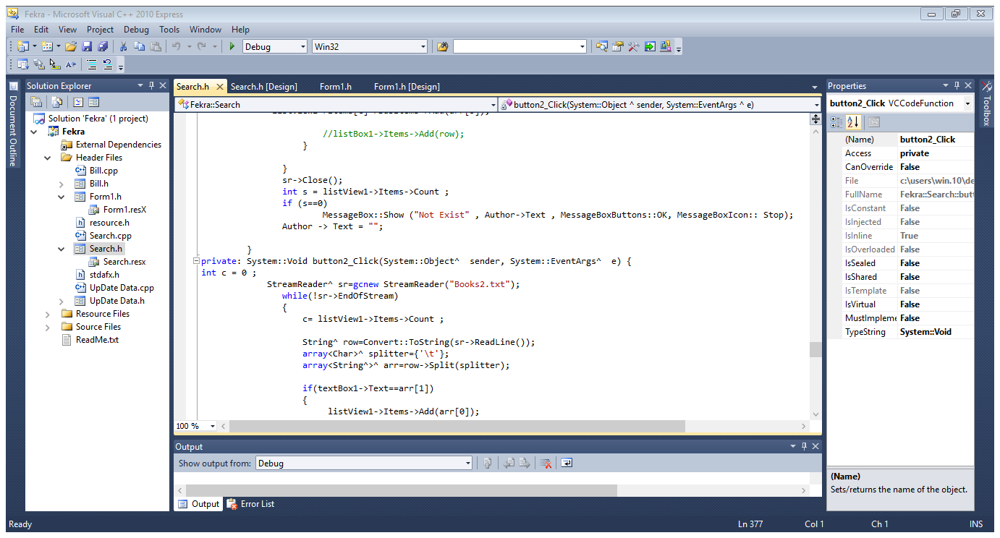 Fekra - Microsoft Visual C++ 2010 Express
File Edit View Project Debug Tools Window Help
Debug Win32
Document Outline
Solution Explorer
Solution 'Fekra' (1 project)
Fekra
External Dependencies
Header Files
Bill.cpp
Bill.h
Form1.h
Form1.resX
resource.h
Search.cpp
Search.h
Search.resx
stdafx.h
UpDate Data.cpp
UpDate Data.h
Resource Files
Source Files
ReadMe.txt
Search.h Search.h [Design] Form1.h Form1.h [Design]
Fekra::Search button2_Click(System::Object ^ sender, System::EventArgs ^ e)
//listBox1->Items->Add(row);
}
}
sr->Close();
int s = listView1->Items->Count ;
if (s==0)
MessageBox::Show ("Not Exist" , Author->Text , MessageBoxButtons::OK, MessageBoxIcon:: Stop);
Author -> Text = "";
}
private: System::Void button2_Click(System::Object^  sender, System::EventArgs^  e) {
int c = 0 ;
StreamReader^ sr=gcnew StreamReader("Books2.txt");
while(!sr->EndOfStream)
{
c= listView1->Items->Count ;
String^ row=Convert::ToString(sr->ReadLine());
array<Char>^ splitter={'\t'};
array<String^>^ arr=row->Split(splitter);
if(textBox1->Text==arr[1])
{
listView1->Items->Add(arr[0]);
100 %
Output
Show output from: Debug
Output Error List
Properties
button2_Click VCCodeFunction
(Name) button2_Click
Access private
CanOverride False
File c:\users\win.10\de
FullName Fekra::Search::but
IsConstant False
IsInjected False
IsInline True
IsOverloaded False
IsSealed False
IsShared False
IsTemplate False
IsVirtual False
MustImpleme False
TypeString System::Void
(Name)
Sets/returns the name of the object.
Toolbox
Ready Ln 377 Col 1 Ch 1 INS